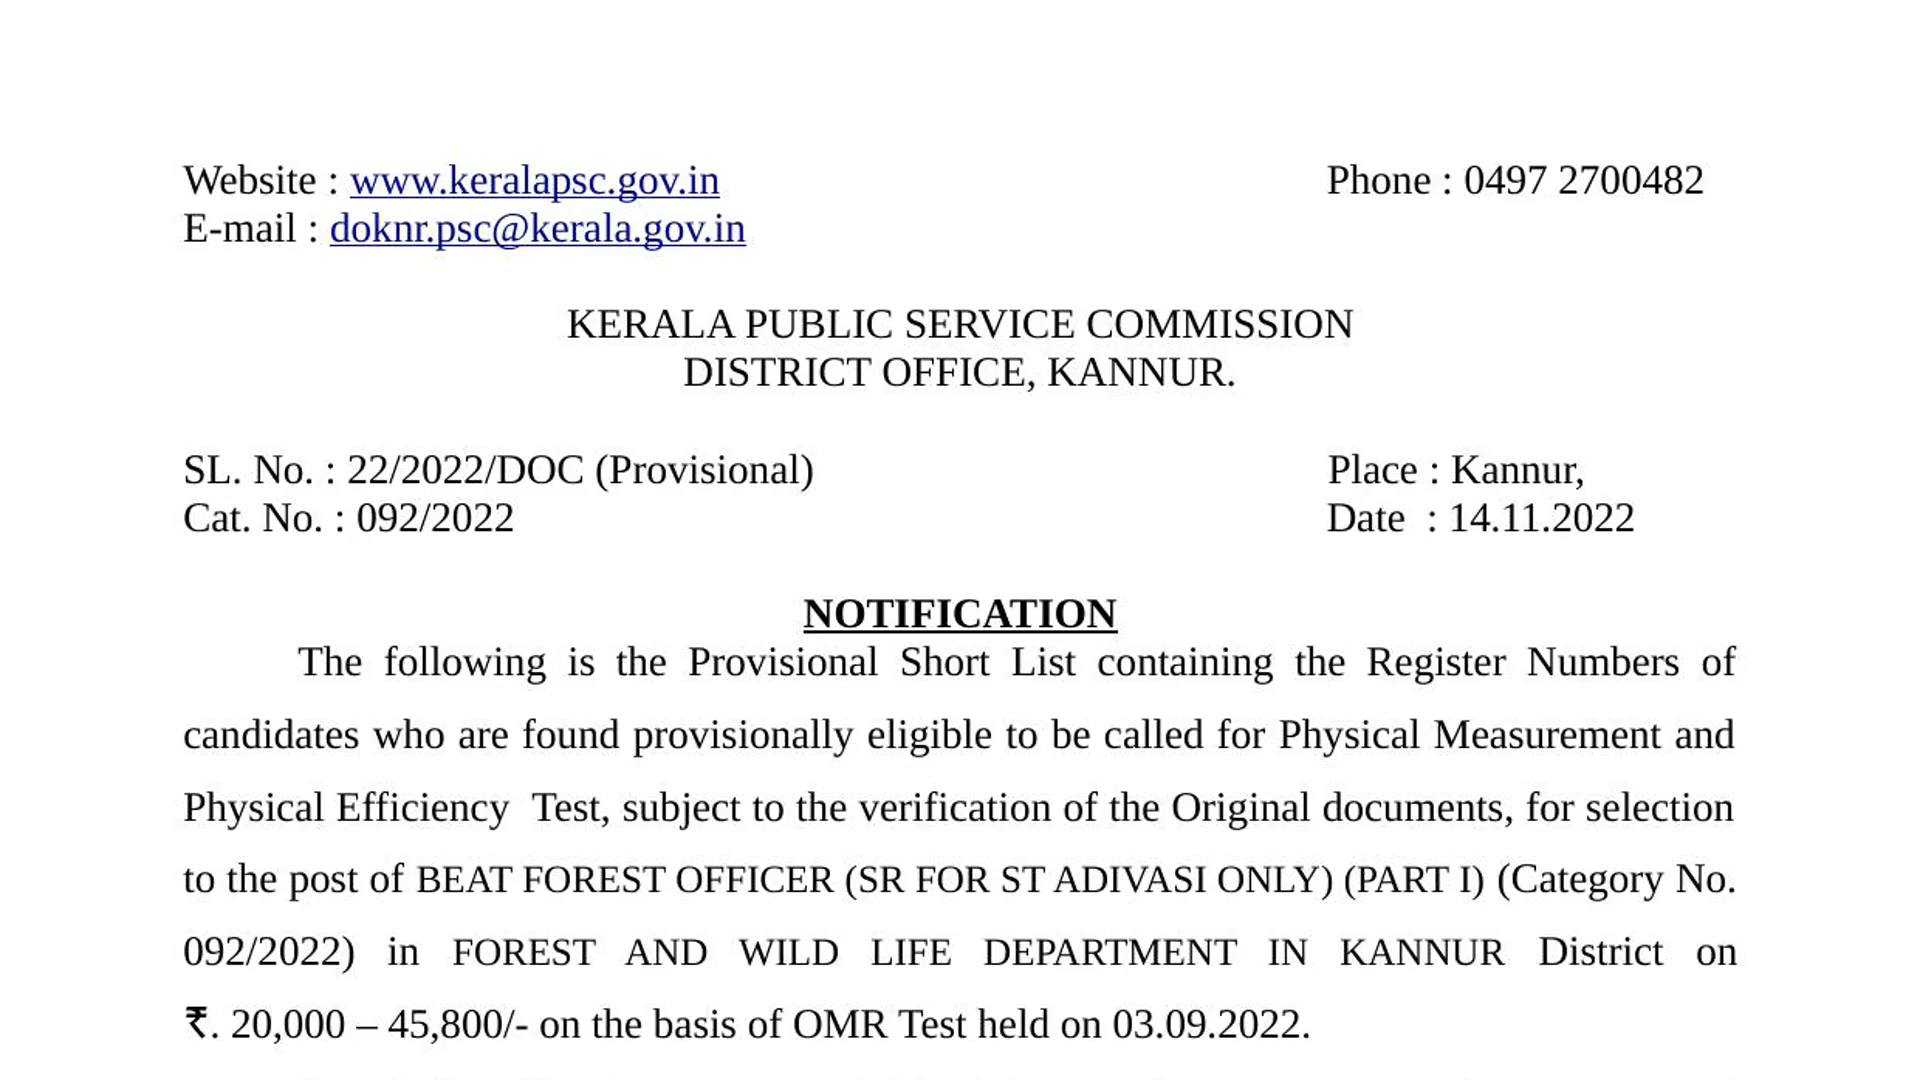 Website : www.keralapsc.gov.in Phone : 0497 2700482
E-mail : doknr.psc@kerala.gov.in
KERALA PUBLIC SERVICE COMMISSION
DISTRICT OFFICE, KANNUR.
SL. No. : 22/2022/DOC (Provisional) Place : Kannur,
Cat. No. : 092/2022 Date : 14.11.2022
NOTIFICATION
The following is the Provisional Short List containing the Register Numbers of
candidates who are found provisionally eligible to be called for Physical Measurement and
Physical Efficiency Test, subject to the verification of the Original documents, for selection
to the post of BEAT FOREST OFFICER (SR FOR ST ADIVASI ONLY) (PART I) (Category No.
092/2022) in FOREST AND WILD LIFE DEPARTMENT IN KANNUR District on
₹. 20,000 – 45,800/- on the basis of OMR Test held on 03.09.2022.